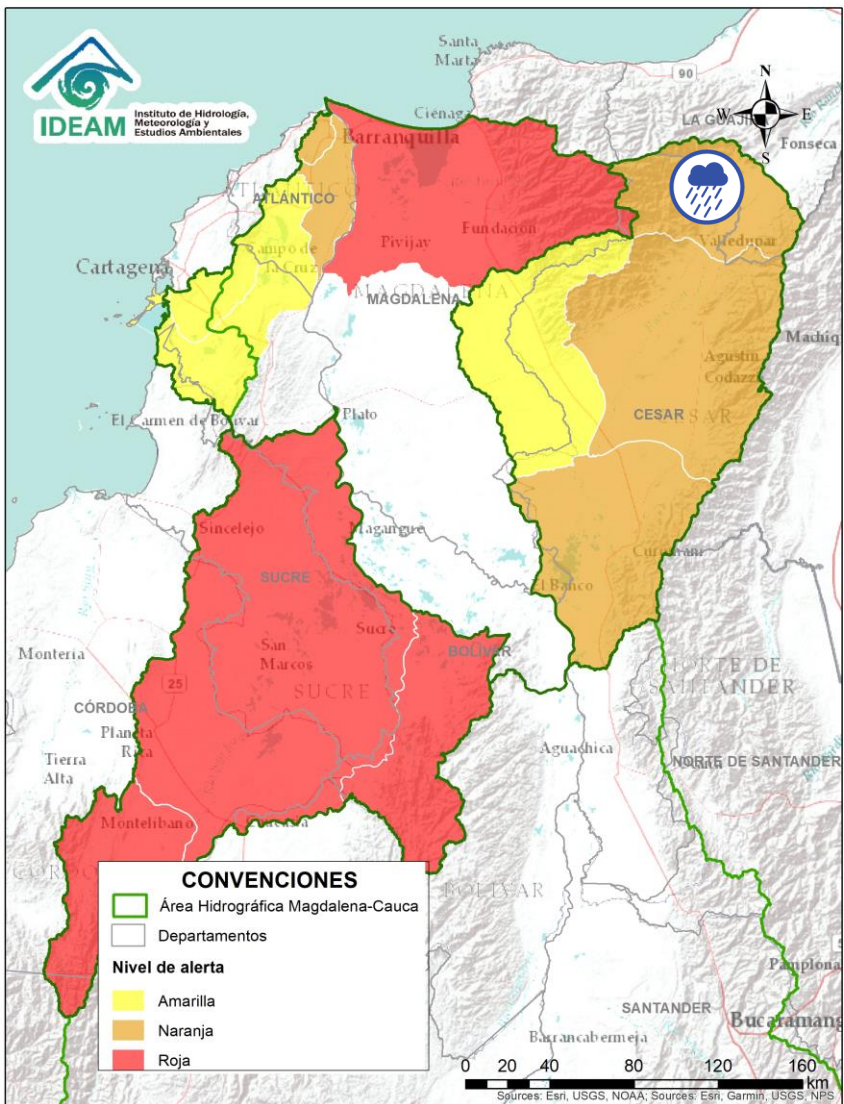 IDEAM
Instituto de Hidrología,
Meteorología y
Estudios Ambientales
Santa
Marta
90
N
W
E
S
LA GUAJI
Ciénaga
Fonseca
Barranquilla
ATLÁNTICO
Fundación
Pivijay
Valledupar
Campo de
la Cruz
Cartagena
MAGDALENA
Machiq
Agustín
Codazzi
CESAR
El Carmen de Bolívar
Plato
Sincelejo
Magangue
SUCRE
El Banco
Sucre
San
Marcos
BOLÍVAR
Montería
NORTE DE
SANTANDER
SUCRE
25
CÓRDOBA
Planeta
Rica
Tierra
Alta
Aguachica
NORTE DE SANTANDER
Montelíbano
BOLÍVAR
CONVENCIONES
Área Hidrográfica Magdalena-Cauca
Departamentos
Nivel de alerta
Amarilla
Naranja
Roja
Pamplona
SANTANDER
Bucaramang
Barrancabermeja
0 20 40 80 120 160
km
Sources: Esri, USGS, NOAA; Sources: Esri, Garmin, USGS, NPS